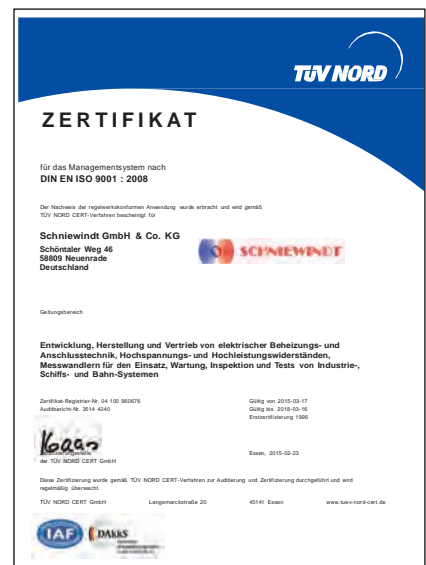 TÜV NORD
ZERTIFIKAT
für das Managementsystem nach
DIN EN ISO 9001 : 2008
Der Nachweis der regelwerkskonformen Anwendung wurde erbracht und wird gemäß
TÜV NORD CERT-Verfahren bescheinigt für
Schniewindt GmbH & Co. KG
Schöntaler Weg 46
58809 Neuenrade
Deutschland
SCHNIEWINDT
Geltungsbereich
Entwicklung, Herstellung und Vertrieb von elektrischer Beheizungs- und
Anschlusstechnik, Hochspannungs- und Hochleistungswiderständen,
Messwandlern für den Einsatz, Wartung, Inspektion und Tests von Industrie-,
Schiffs- und Bahn-Systemen
Zertifikat-Registrier-Nr. 04 100 960676
Auditbericht-Nr. 3514 4240
Gültig von 2015-03-17
Gültig bis 2018-03-16
Erstzertifizierung 1996
Zertifizierungsstelle
der TÜV NORD CERT GmbH
Essen, 2015-02-23
Diese Zertifizierung wurde gemäß TÜV NORD CERT-Verfahren zur Auditierung und Zertifizierung durchgeführt und wird
regelmäßig überwacht.
TÜV NORD CERT GmbH Langemarckstraße 20 45141 Essen www.tuev-nord-cert.de
IAF
DAkkS